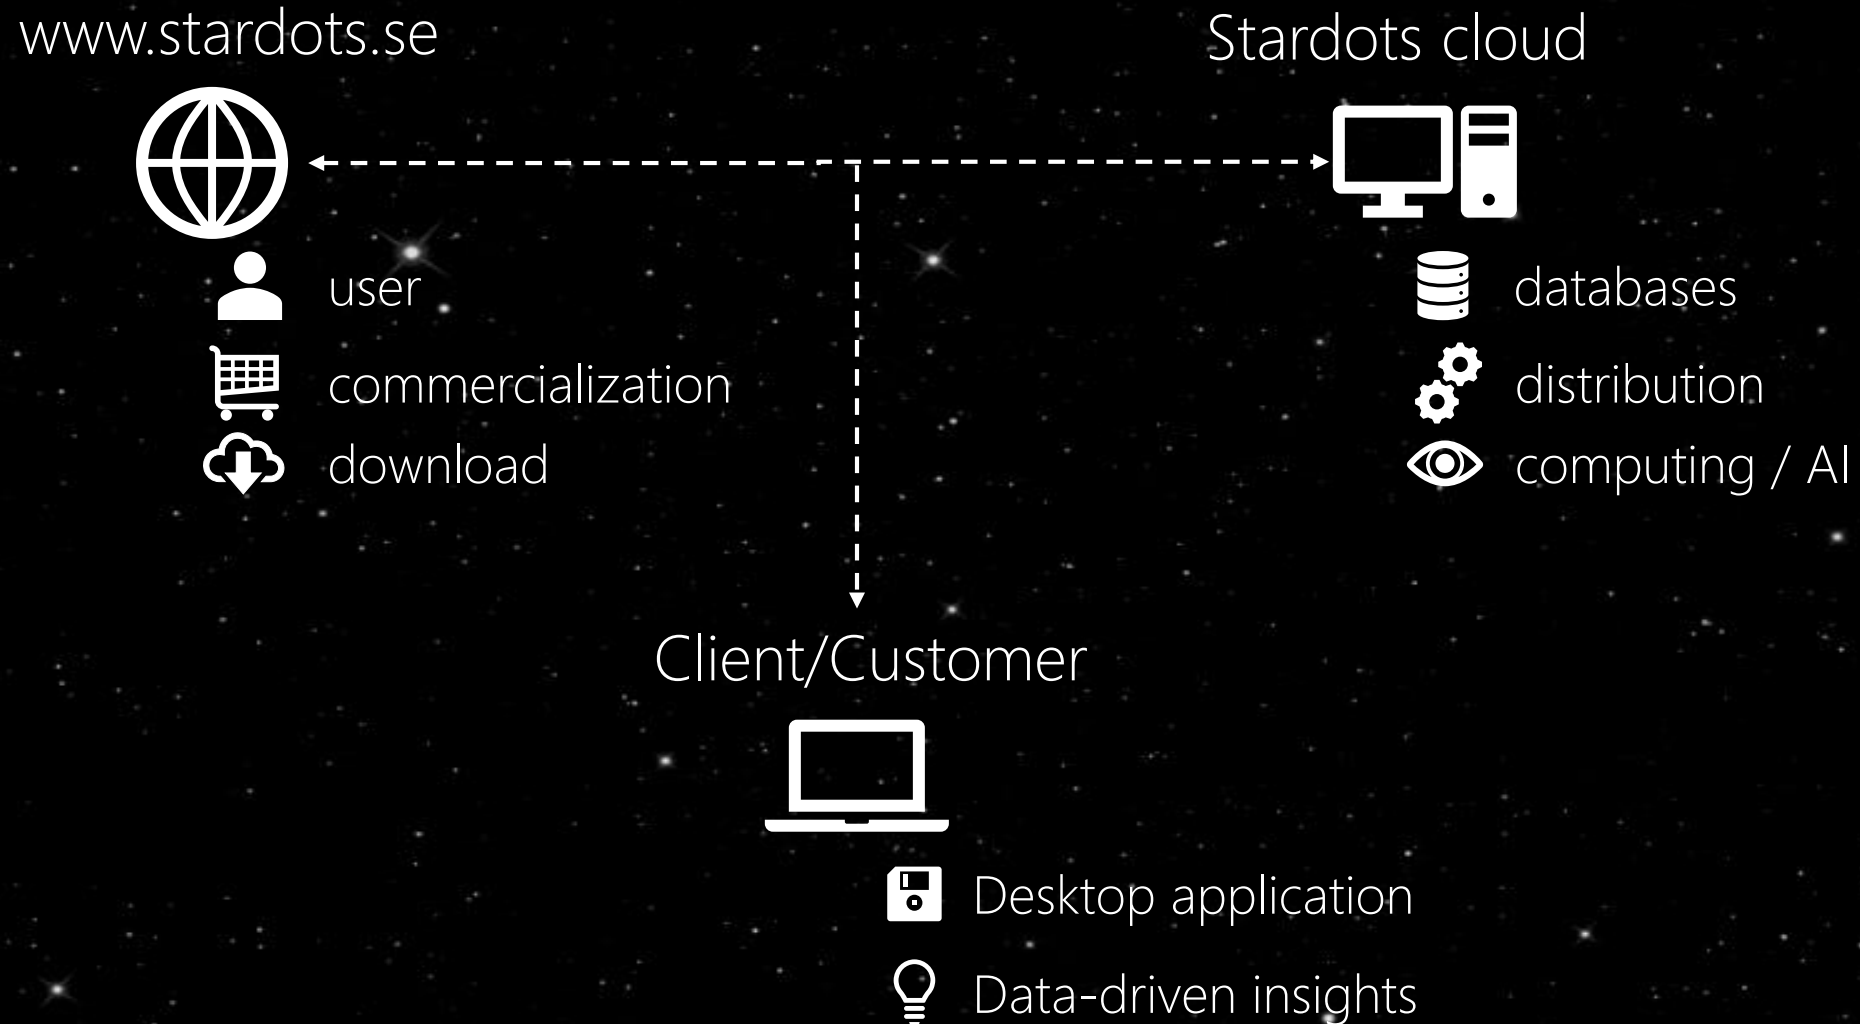 www.stardots.se
Stardots cloud
user
commercialization
download
databases
distribution
computing / AI
Client/Customer
Desktop application
Data-driven insights